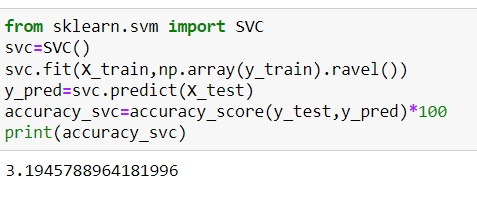 from sklearn.svm import SVC
svc=SVC()
svc.fit(X_train,np.array(y_train).ravel())
y_pred=svc.predict(X_test)
accuracy_svc=accuracy_score(y_test,y_pred)*100
print(accuracy_svc)
3.1945788964181996